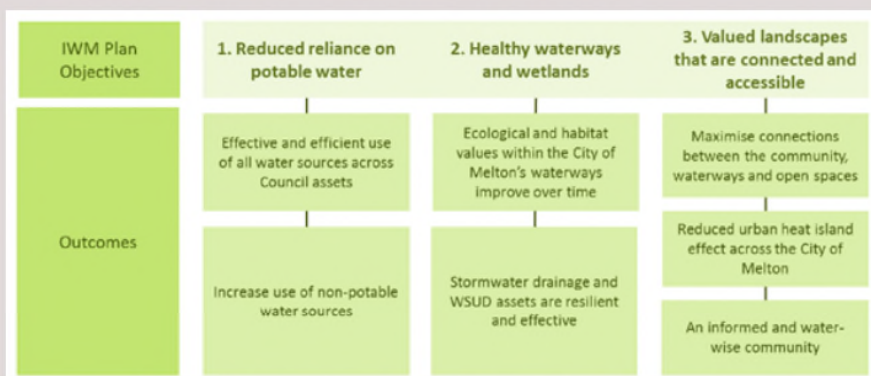 IWM Plan
Objectives
1. Reduced reliance on
potable water
2. Healthy waterways
and wetlands
3. Valued landscapes
that are connected and
accessible
Outcomes
Effective and efficient use
of all water sources across
Council assets
Increase use of non-potable
water sources
Ecological and habitat
values within the City of
Melton's waterways
improve over time
Stormwater drainage and
WSUD assets are resilient
and effective
Maximise connections
between the community,
waterways and open spaces
Reduced urban heat island
effect across the City of
Melton
An informed and water-
wise community